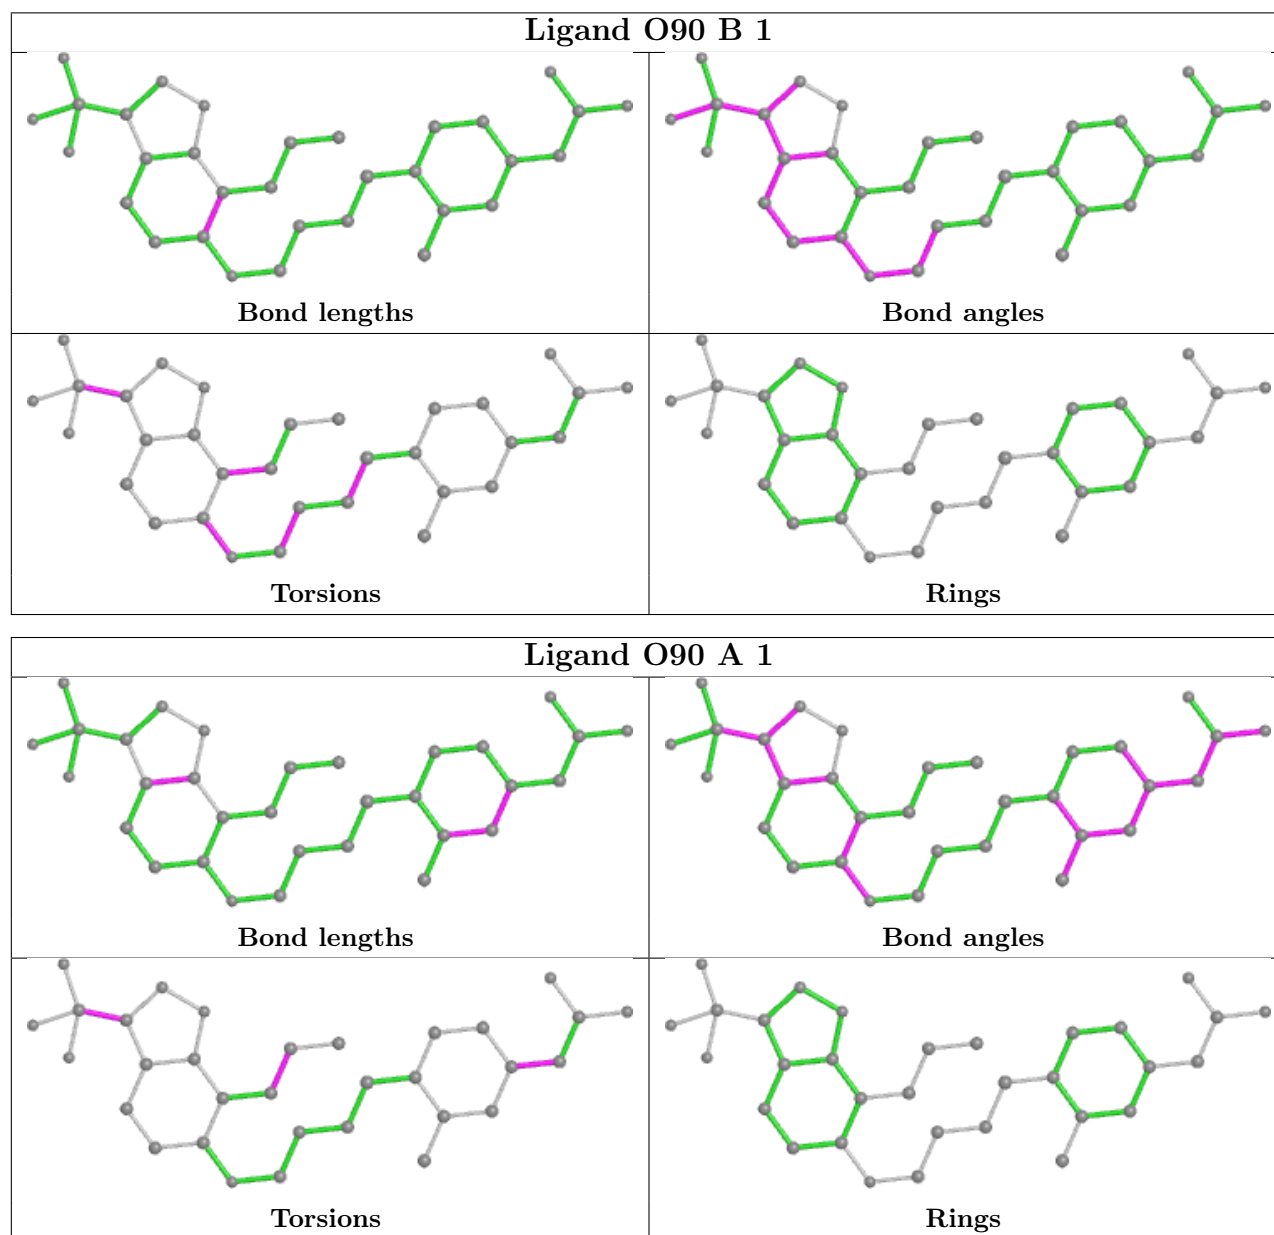 Ligand O90 B 1
Bond lengths
Bond angles
Torsions
Rings
Ligand O90 A 1
Bond lengths
Bond angles
Torsions
Rings